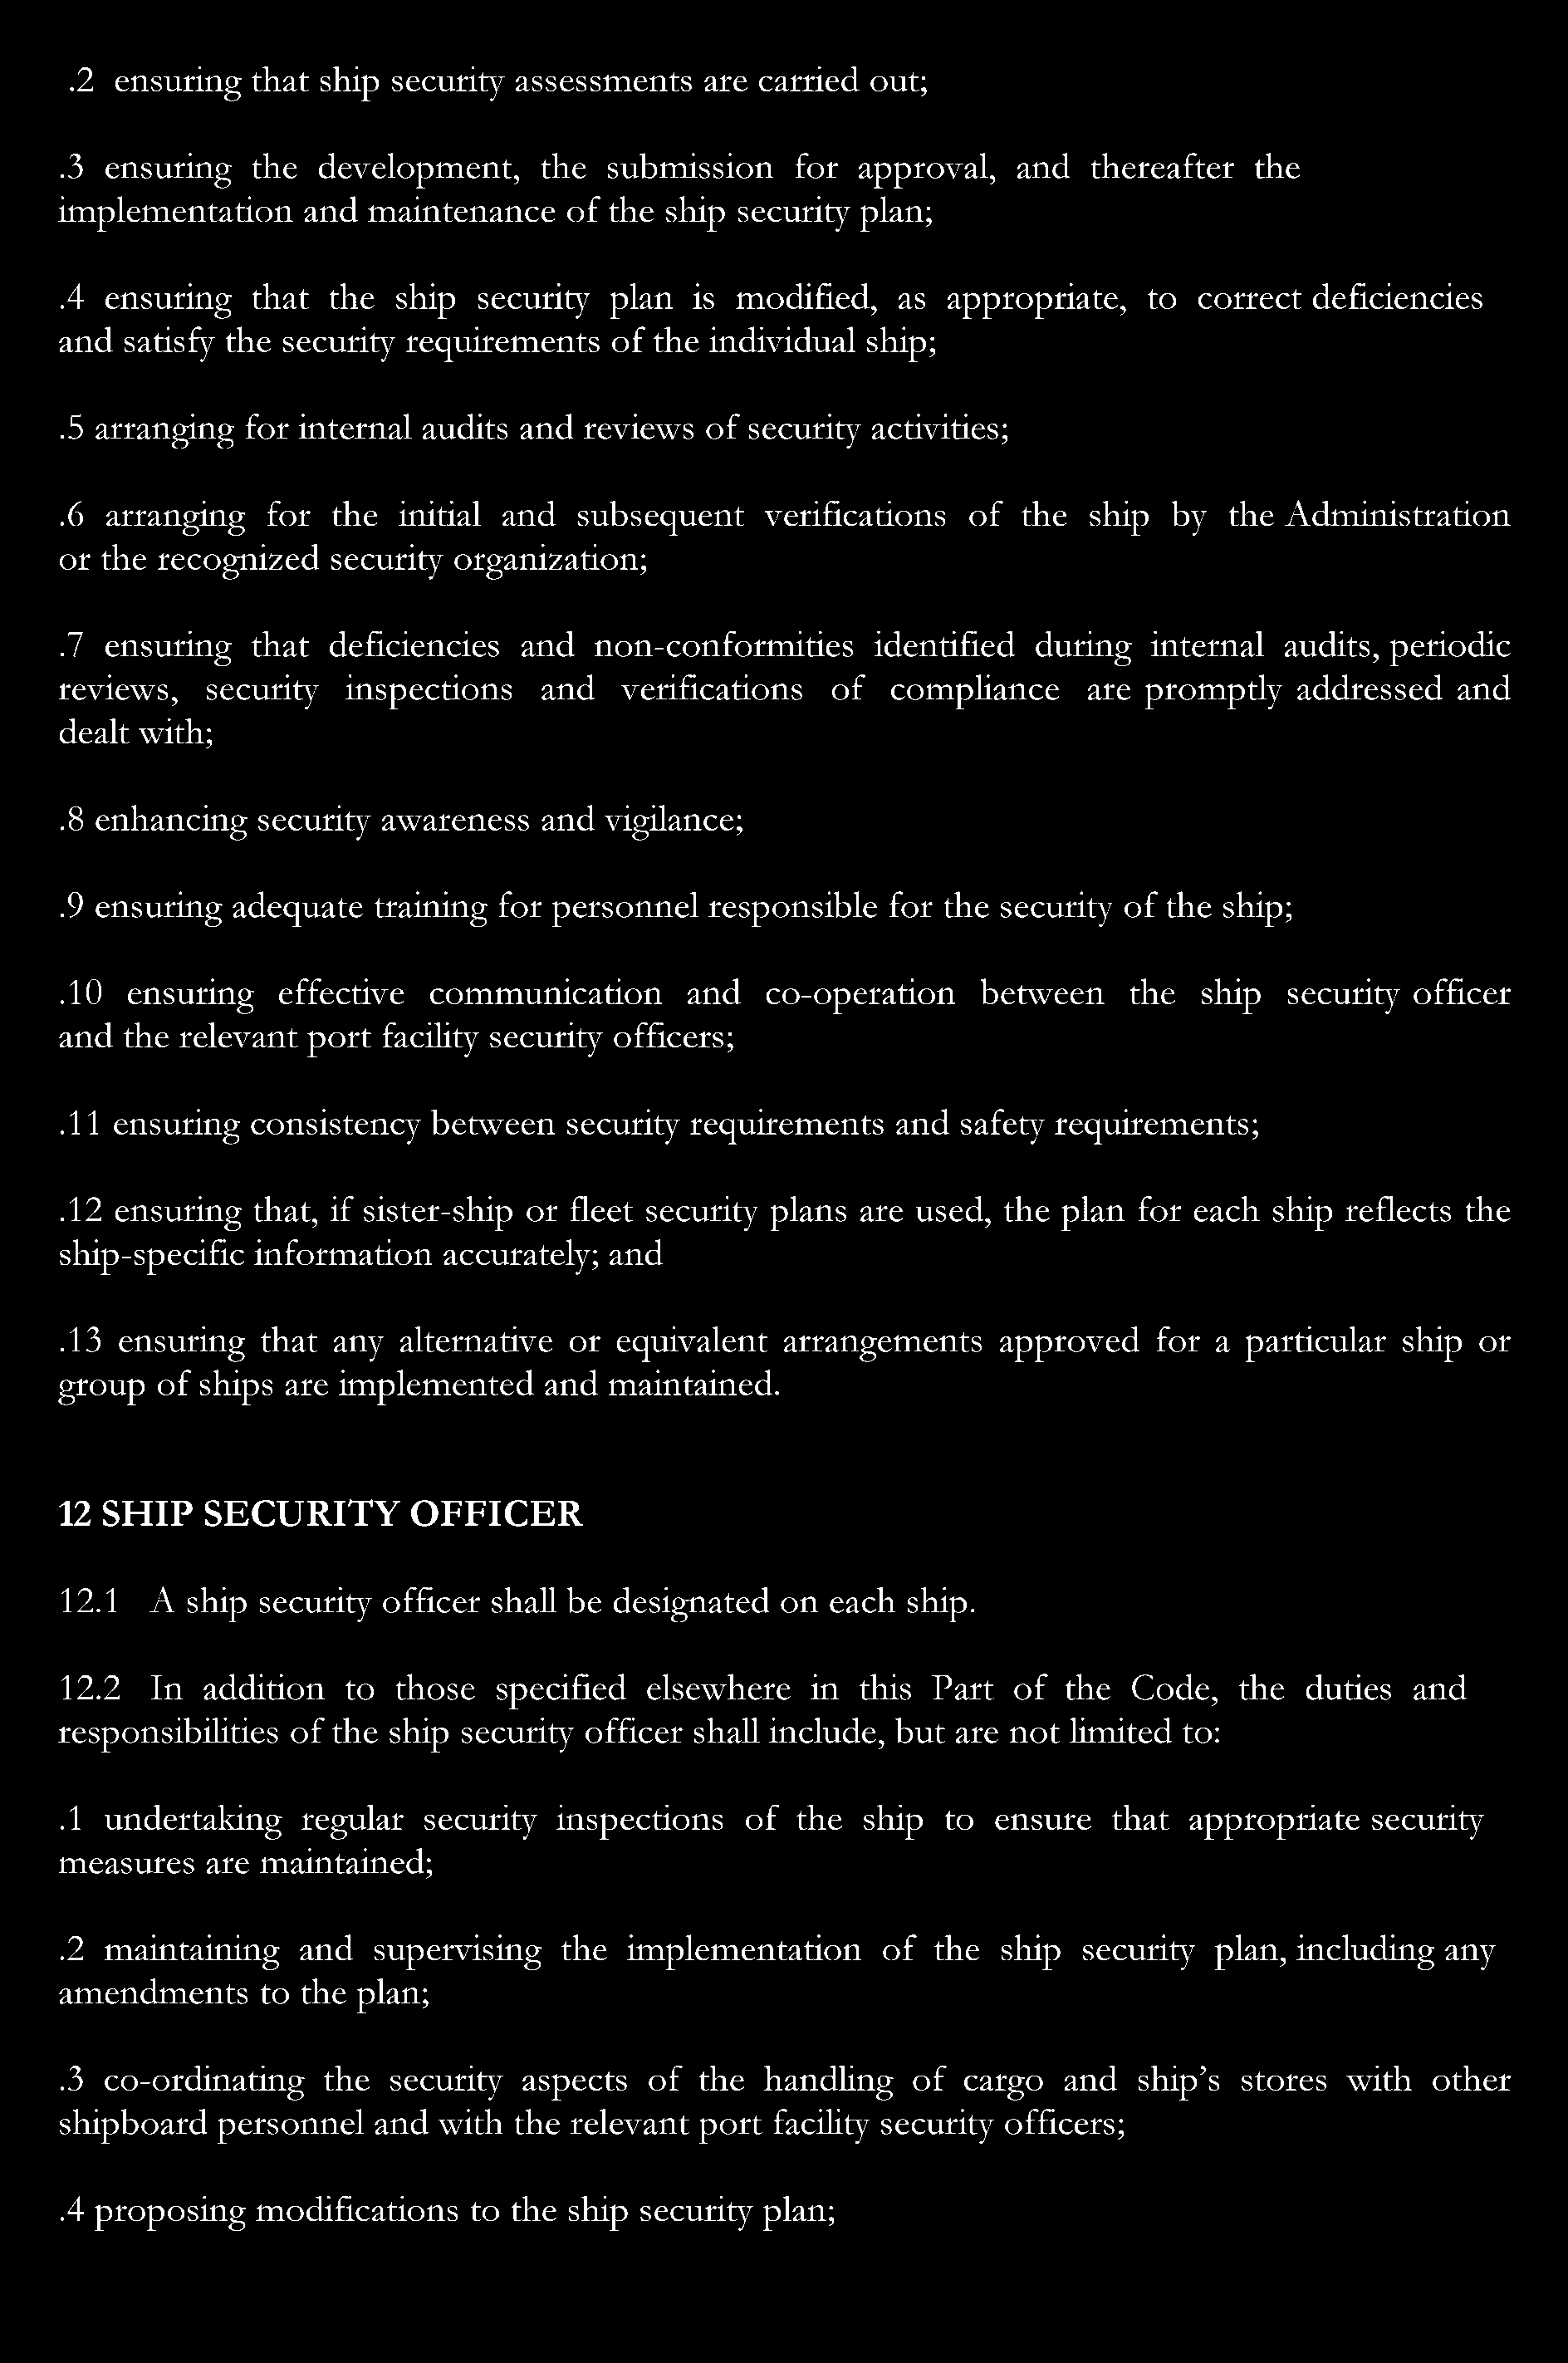 .2 ensuring that ship security assessments are carried out;
.3 ensuring the development, the submission for approval, and thereafter the
implementation and maintenance of the ship security plan;
.4 ensuring that the ship security plan is modified, as appropriate, to correct deficiencies
and satisfy the security requirements of the individual ship;
.5 arranging for internal audits and reviews of security activities;
.6 arranging for the initial and subsequent verifications of the ship by the Administration
or the recognized security organization;
.7 ensuring that deficiencies and non-conformities identified during internal audits, periodic
reviews, security inspections and verifications of compliance are promptly addressed and
dealt with;
.8 enhancing security awareness and vigilance;
.9 ensuring adequate training for personnel responsible for the security of the ship;
.10 ensuring effective communication and co-operation between the ship security officer
and the relevant port facility security officers;
.11 ensuring consistency between security requirements and safety requirements;
.12 ensuring that, if sister-ship or fleet security plans are used, the plan for each ship reflects the
ship-specific information accurately; and
.13 ensuring that any alternative or equivalent arrangements approved for a particular ship or
group of ships are implemented and maintained.
12 SHIP SECURITY OFFICER
12.1 A ship security officer shall be designated on each ship.
12.2 In addition to those specified elsewhere in this Part of the Code, the duties and
responsibilities of the ship security officer shall include, but are not limited to:
.1 undertaking regular security inspections of the ship to ensure that appropriate security
measures are maintained;
.2 maintaining and supervising the implementation of the ship security plan, including any
amendments to the plan;
.3 co-ordinating the security aspects of the handling of cargo and ship’s stores with other
shipboard personnel and with the relevant port facility security officers;
.4 proposing modifications to the ship security plan;